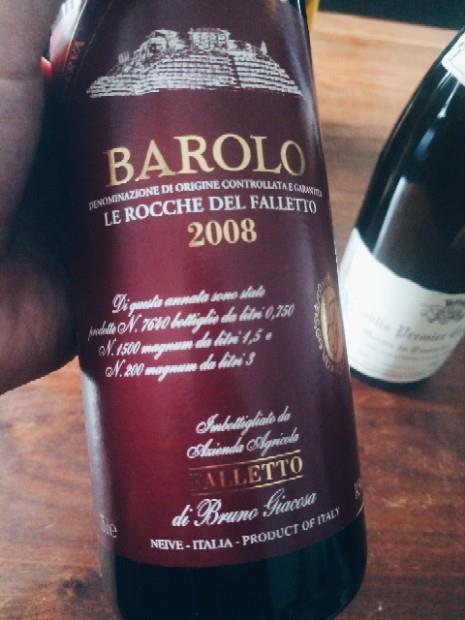 BAROLO
DENOMINAZIONE DI ORIGINE CONTROLLATA E GARANTITA
LE ROCCHE DEL FALLETTO
2008
Di questa annata sono state
prodotte N. 7640 bottiglie da litri 0,750
N. 1500 magnum da litri 1,5 e
N. 200 magnum da litri 3
Imbottigliato da
Azienda Agricola
FALLETTO
di Bruno Giacosa
NEIVE - ITALIA - PRODUCT OF ITALY
Chablis Premier